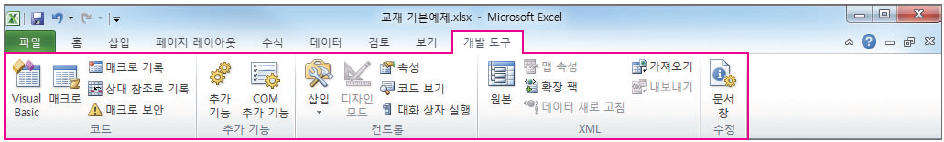 교재 기본예제.xlsx - Microsoft Excel
파일 홈 삽입 페이지 레이아웃 수식 데이터 검토 보기 개발 도구
Visual Basic
매크로
매크로 기록
상대 참조로 기록
매크로 보안
코드
추가 기능
COM 추가 기능
추가 기능
삽입
디자인 모드
속성
코드 보기
대화 상자 실행
컨트롤
원본
맵 속성
확장 팩
데이터 새로 고침
가져오기
내보내기
XML
문서 창
수정